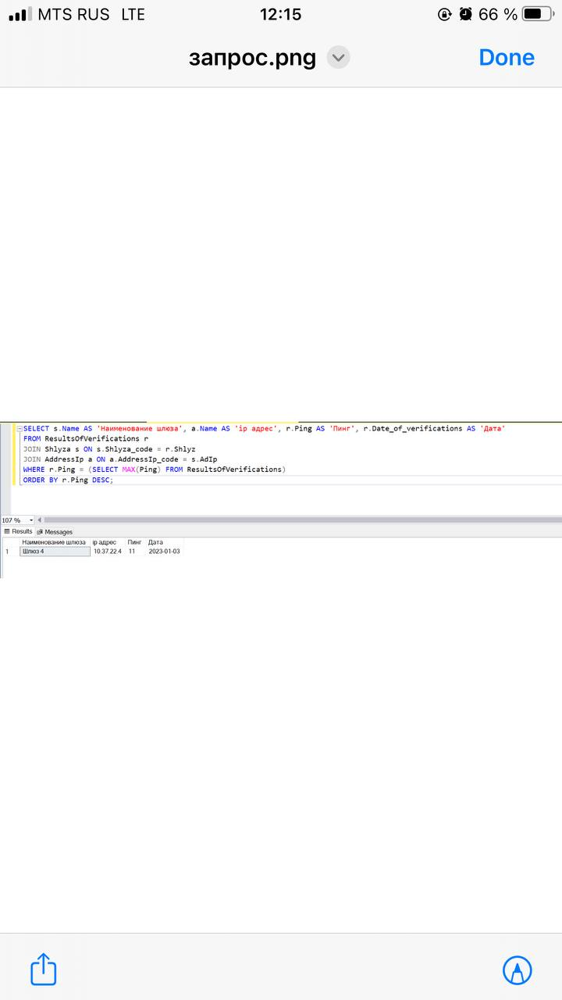 MTS RUS LTE 12:15 66 %
запрос.png Done
SELECT s.Name AS 'Наименование шлюза', a.Name AS 'ip адрес', r.Ping AS 'Пинг', r.Date_of_verifications AS 'Дата'
FROM ResultsOfVerifications r
JOIN Shlyza s ON s.Shlyza_code = r.Shlyz
JOIN AddressIp a ON a.AddressIp_code = s.AdIp
WHERE r.Ping = (SELECT MAX(Ping) FROM ResultsOfVerifications)
ORDER BY r.Ping DESC;
107 %
Results Messages
Наименование шлюза ip адрес Пинг Дата
1 Шлюз 4 10.37.22.4 11 2023-01-03